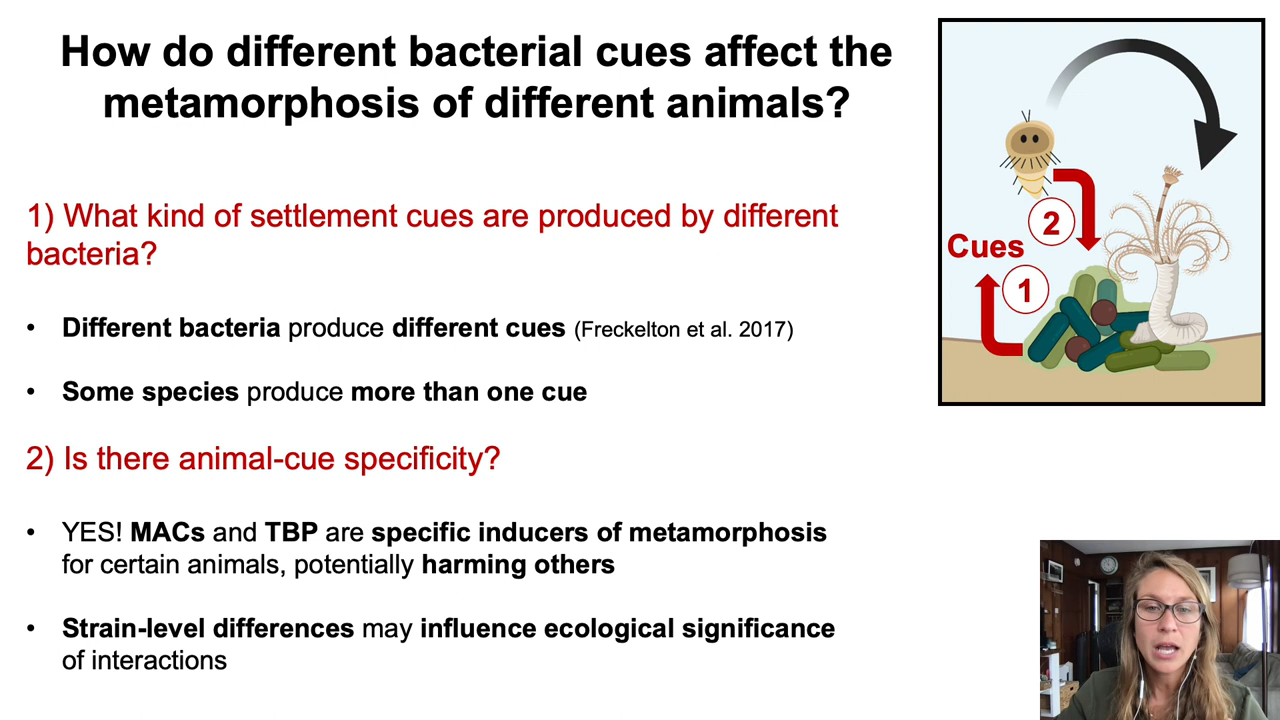 How do different bacterial cues affect the
metamorphosis of different animals?
1) What kind of settlement cues are produced by different
bacteria?
• Different bacteria produce different cues (Freckelton et al. 2017)
• Some species produce more than one cue
2) Is there animal-cue specificity?
• YES! MACs and TBP are specific inducers of metamorphosis
for certain animals, potentially harming others
• Strain-level differences may influence ecological significance
of interactions
2
Cues
1